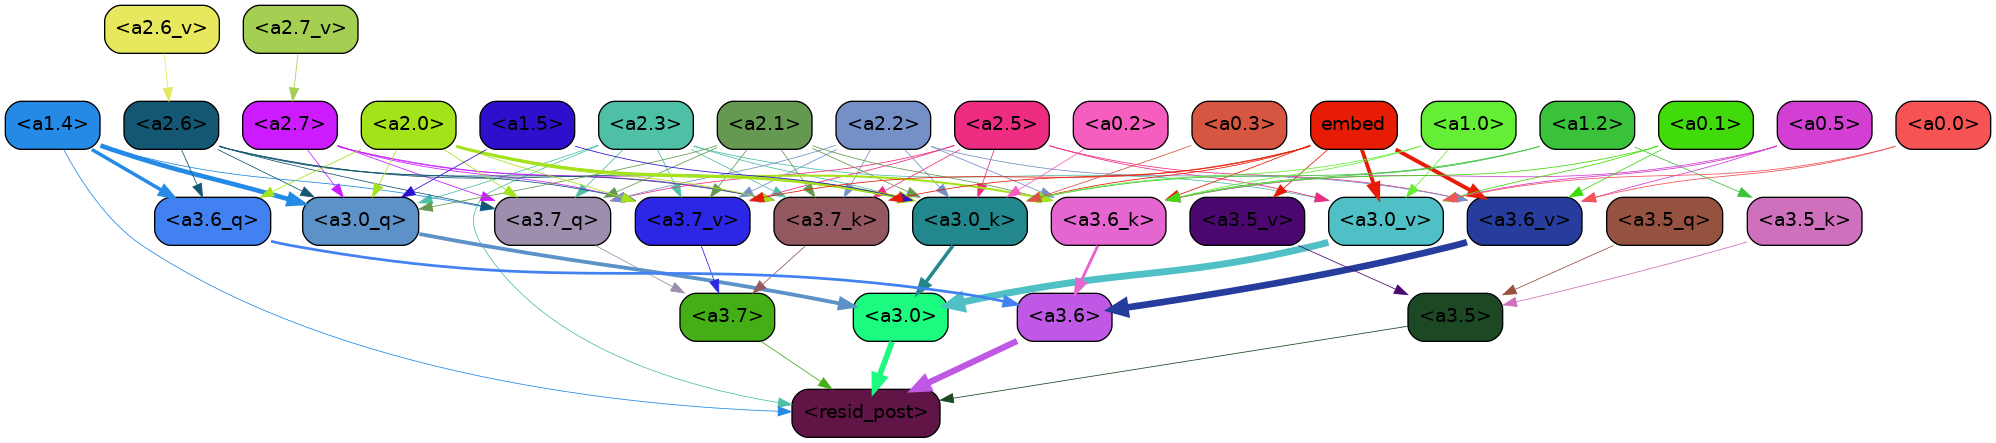 <a2.6_v> <a2.7_v>
<a1.4> <a2.6> <a2.7> <a2.0> <a1.5> <a2.3> <a2.1> <a2.2> <a2.5> <a0.2> <a0.3> embed <a1.0> <a1.2> <a0.1> <a0.5> <a0.0>
<a3.6_q> <a3.0_q> <a3.7_q> <a3.7_v> <a3.7_k> <a3.0_k> <a3.6_k> <a3.5_v> <a3.0_v> <a3.6_v> <a3.5_q> <a3.5_k>
<a3.7> <a3.0> <a3.6> <a3.5>
<resid_post>